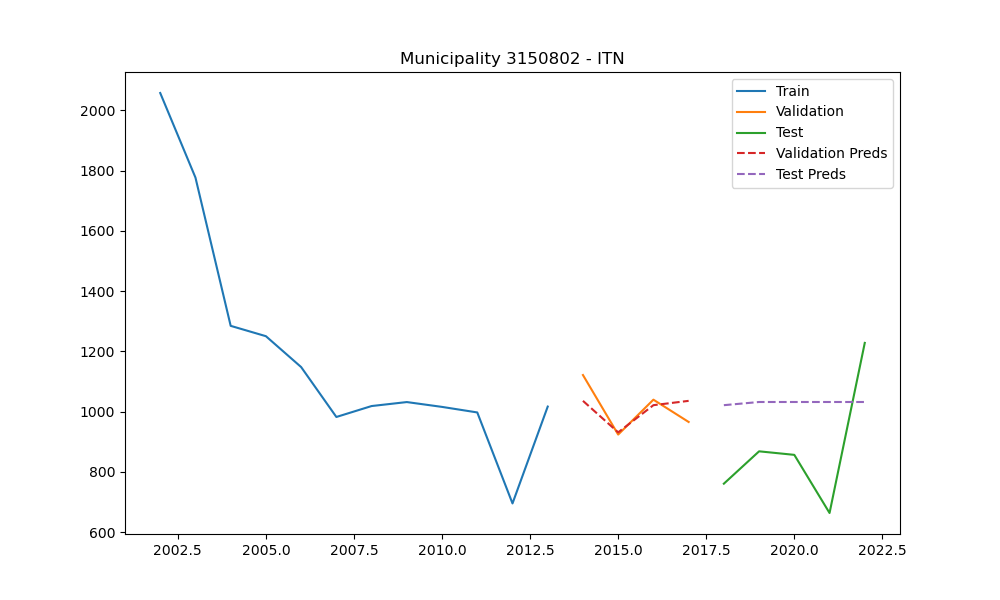 Municipality 3150802 - ITN
Train
Validation
Test
Validation Preds
Test Preds
2000
1800
1600
1400
1200
1000
800
600
2002.5 2005.0 2007.5 2010.0 2012.5 2015.0 2017.5 2020.0 2022.5